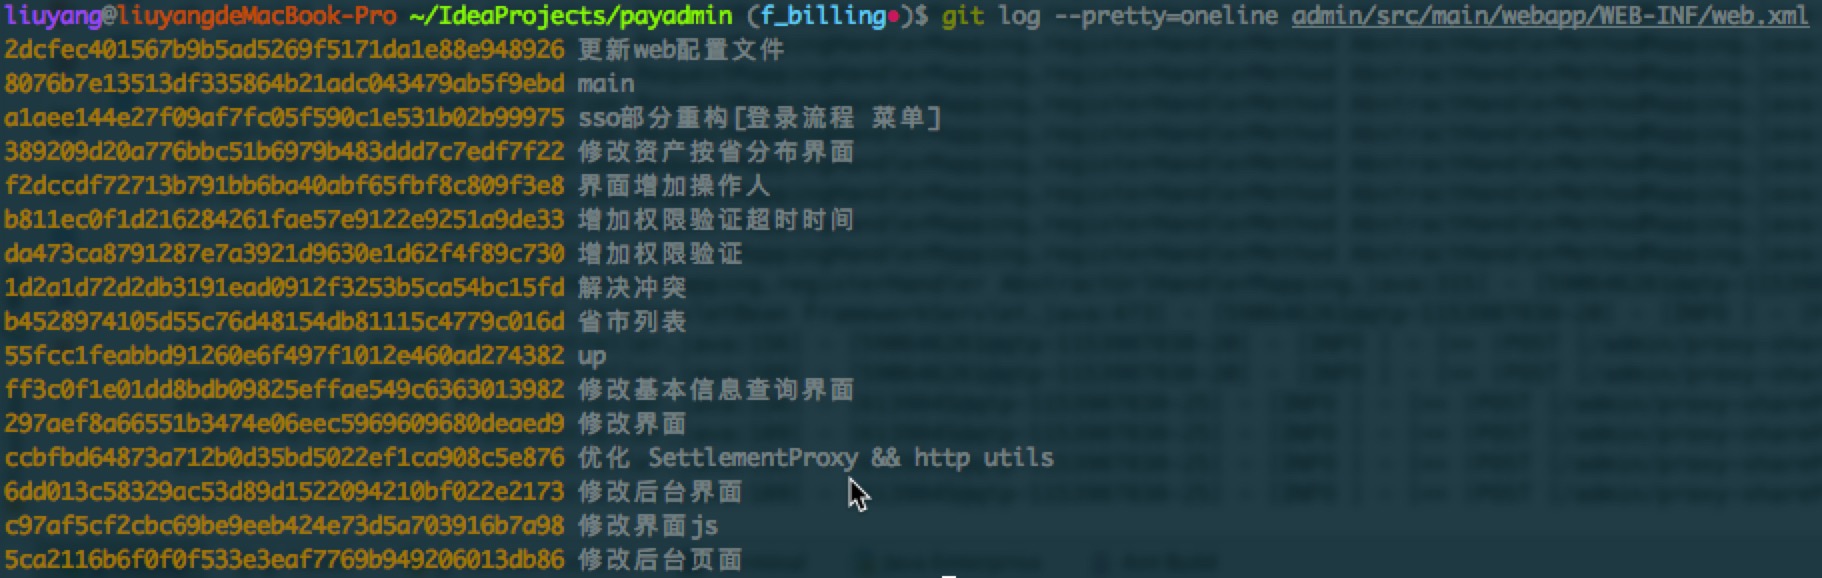 liuyang@liuyangdeMacBook-Pro ~/IdeaProjects/payadmin (f_billing●)$ git log --pretty=oneline admin/src/main/webapp/WEB-INF/web.xml
2dcfec401567b9b5ad5269f5171da1e88e948926 更新web配置文件
8076b7e13513df335864b21adc043479ab5f9ebd main
a1aee144e27f09af7fc05f590c1e531b02b99975 sso部分重构[登录流程 菜单]
389209d20a776bbc51b6979b483ddd7c7edf7f22 修改资产按省分布界面
f2dccdf72713b791bb6ba40abf65fbf8c809f3e8 界面增加操作人
b811ec0f1d216284261fae57e9122e9251a9de33 增加权限验证超时时间
da473ca8791287e7a3921d9630e1d62f4f89c730 增加权限验证
1d2a1d72d2db3191ead0912f3253b5ca54bc15fd 解决冲突
b4528974105d55c76d48154db81115c4779c016d 省市列表
55fcc1feabbd91260e6f497f1012e460ad274382 up
ff3c0f1e01dd8bdb09825effae549c6363013982 修改基本信息查询界面
297aef8a66551b3474e06eec5969609680deaed9 修改界面
ccbfbd64873a712b0d35bd5022ef1ca908c5e876 优化 SettlementProxy && http utils
6dd013c58329ac53d89d1522094210bf022e2173 修改后台界面
c97af5cf2cbc69be9eeb424e73d5a703916b7a98 修改界面js
5ca2116b6f0f0f533e3eaf7769b949206013db86 修改后台页面